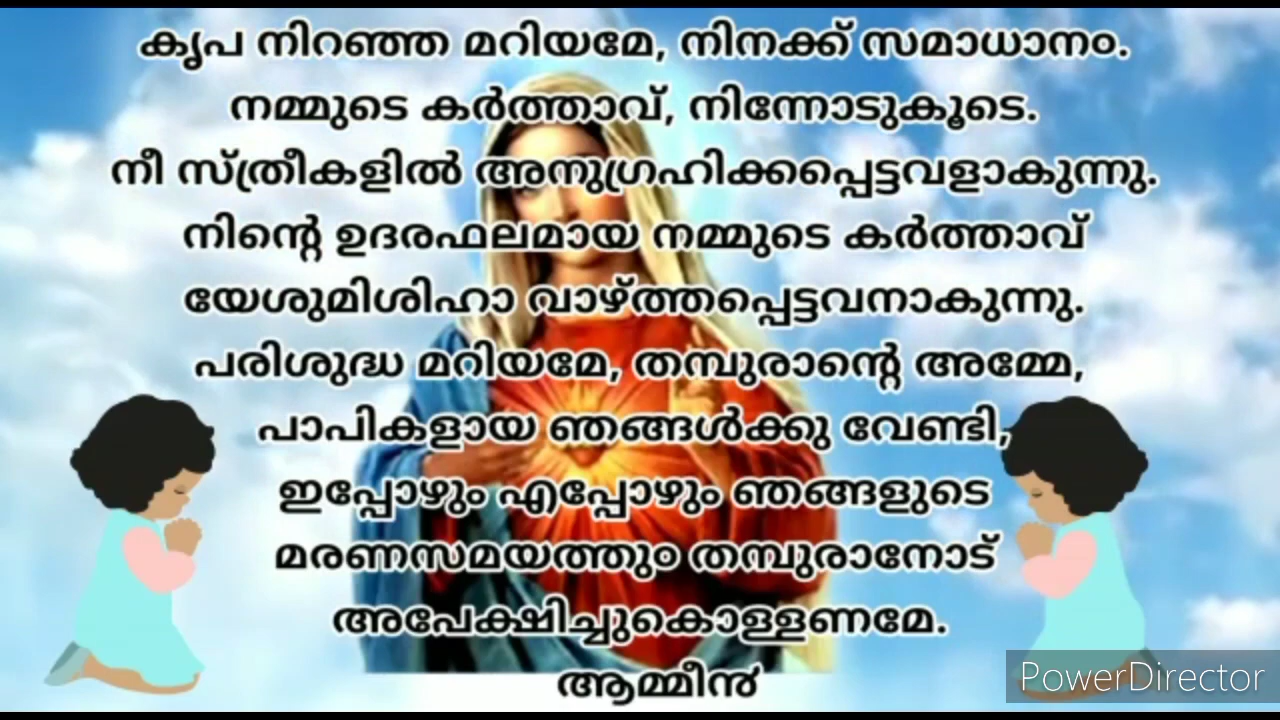 കൃപ നിറഞ്ഞ മറിയമേ, നിനക്ക് സമാധാനം.
നമ്മുടെ കർത്താവ്, നിന്നോടുകൂടെ.
നീ സ്ത്രീകളിൽ അനുഗ്രഹിക്കപ്പെട്ടവളാകുന്നു.
നിന്റെ ഉദരഫലമായ നമ്മുടെ കർത്താവ്
യേശുമിശിഹാ വാഴ്ത്തപ്പെട്ടവനാകുന്നു.
പരിശുദ്ധ മറിയമേ, തമ്പുരാന്റെ അമ്മേ,
പാപികളായ ഞങ്ങൾക്കു വേണ്ടി,
ഇപ്പോഴും എപ്പോഴും ഞങ്ങളുടെ
മരണസമയത്തും തമ്പുരാനോട്
അപേക്ഷിച്ചുകൊള്ളണമേ.
ആമ്മീൻ
PowerDirector